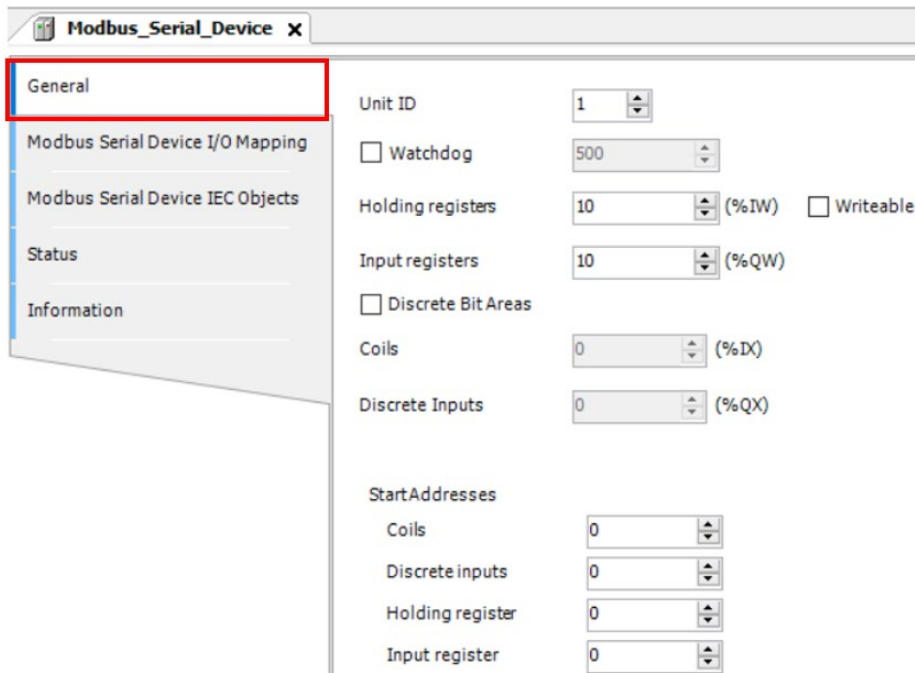 Modbus_Serial_Device x
General
Modbus Serial Device I/O Mapping
Modbus Serial Device IEC Objects
Status
Information
Unit ID 1
Watchdog 500
Holding registers 10 (%IW) Writeable
Input registers 10 (%QW)
Discrete Bit Areas
Coils 0 (%IX)
Discrete Inputs 0 (%QX)
StartAddresses
Coils 0
Discrete inputs 0
Holding register 0
Input register 0